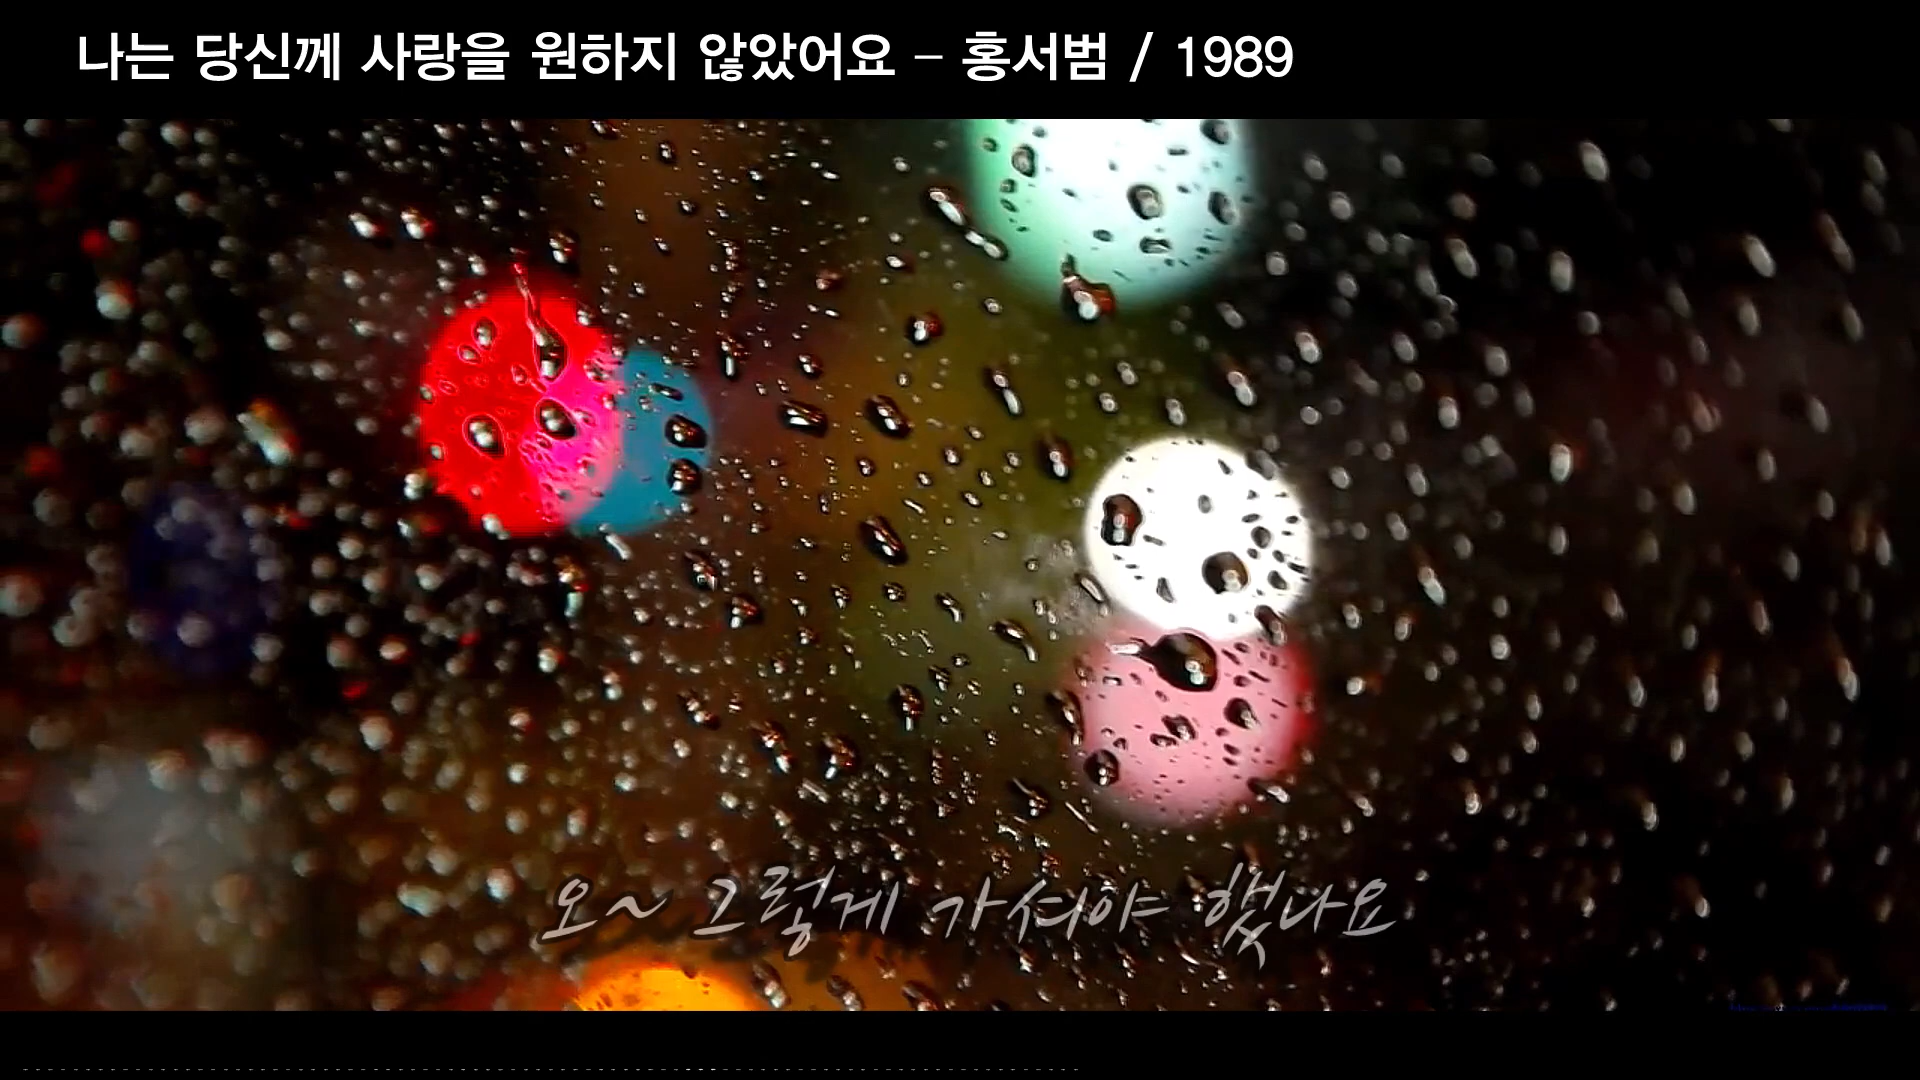 나는 당신께 사랑을 원하지 않았어요 – 홍서범 / 1989
오~ 그렇게 가셔야 했나요